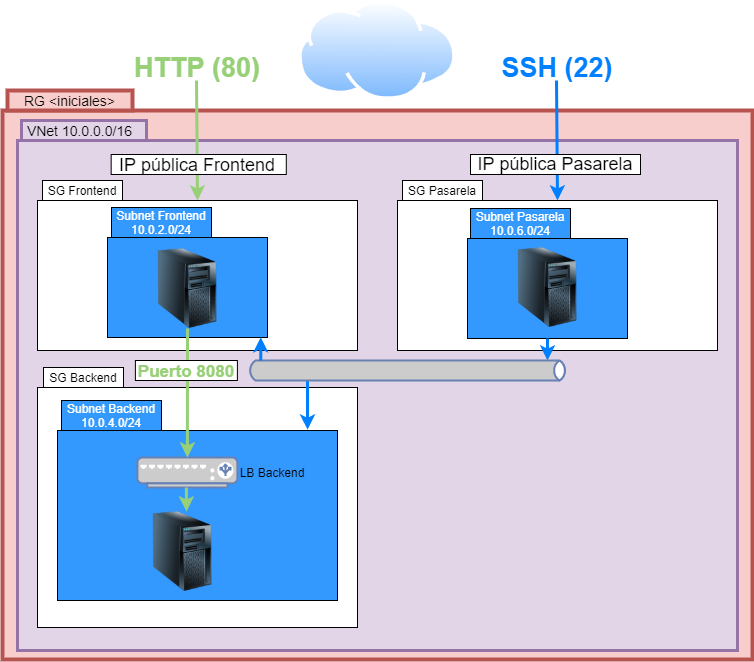 HTTP (80)
SSH (22)
RG <iniciales>
VNet 10.0.0.0/16
IP pública Frontend
IP pública Pasarela
SG Frontend
SG Pasarela
Subnet Frontend
10.0.2.0/24
Subnet Pasarela
10.0.6.0/24
Puerto 8080
SG Backend
Subnet Backend
10.0.4.0/24
LB Backend